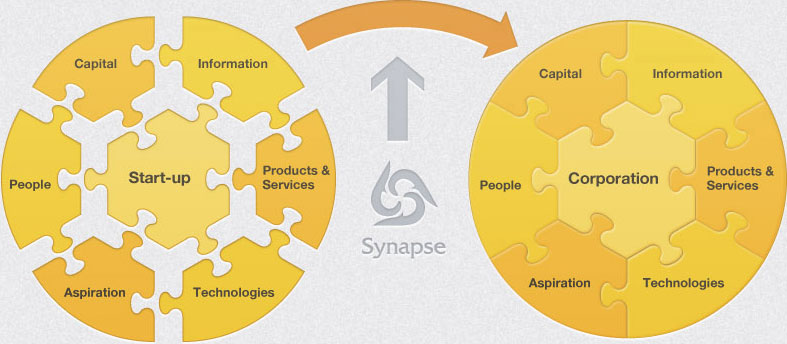 Capital
Information
People
Start-up
Products &
Services
Aspiration
Technologies
Synapse
Capital
Information
People
Corporation
Products &
Services
Aspiration
Technologies